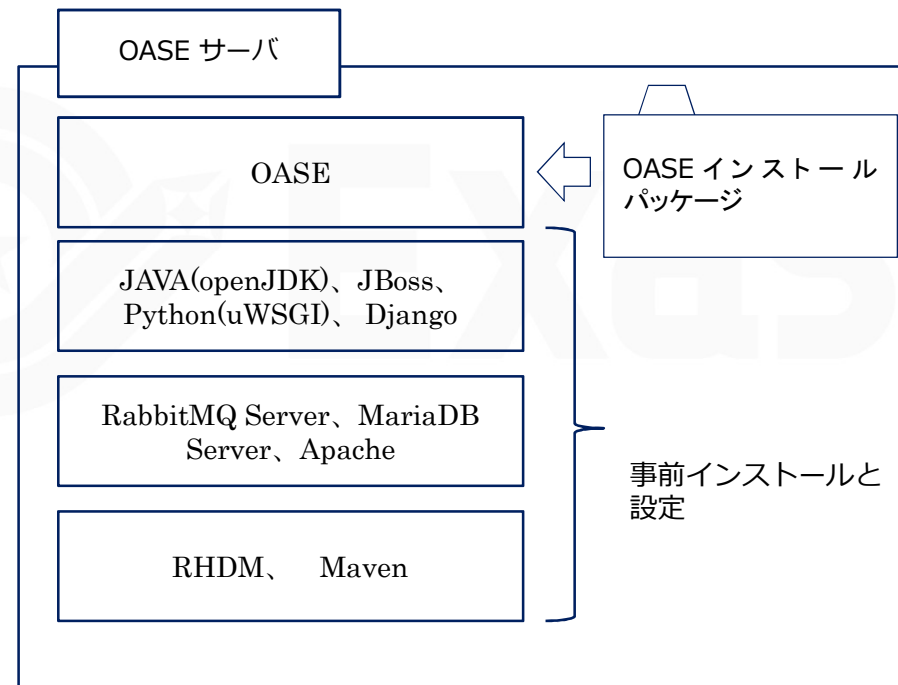 OASE サーバ
OASE
OASE インストール
パッケージ
JAVA(openJDK)、JBoss、
Python(uWSGI)、 Django
RabbitMQ Server、MariaDB
Server、Apache
事前インストールと
設定
RHDM、　Maven
Exas